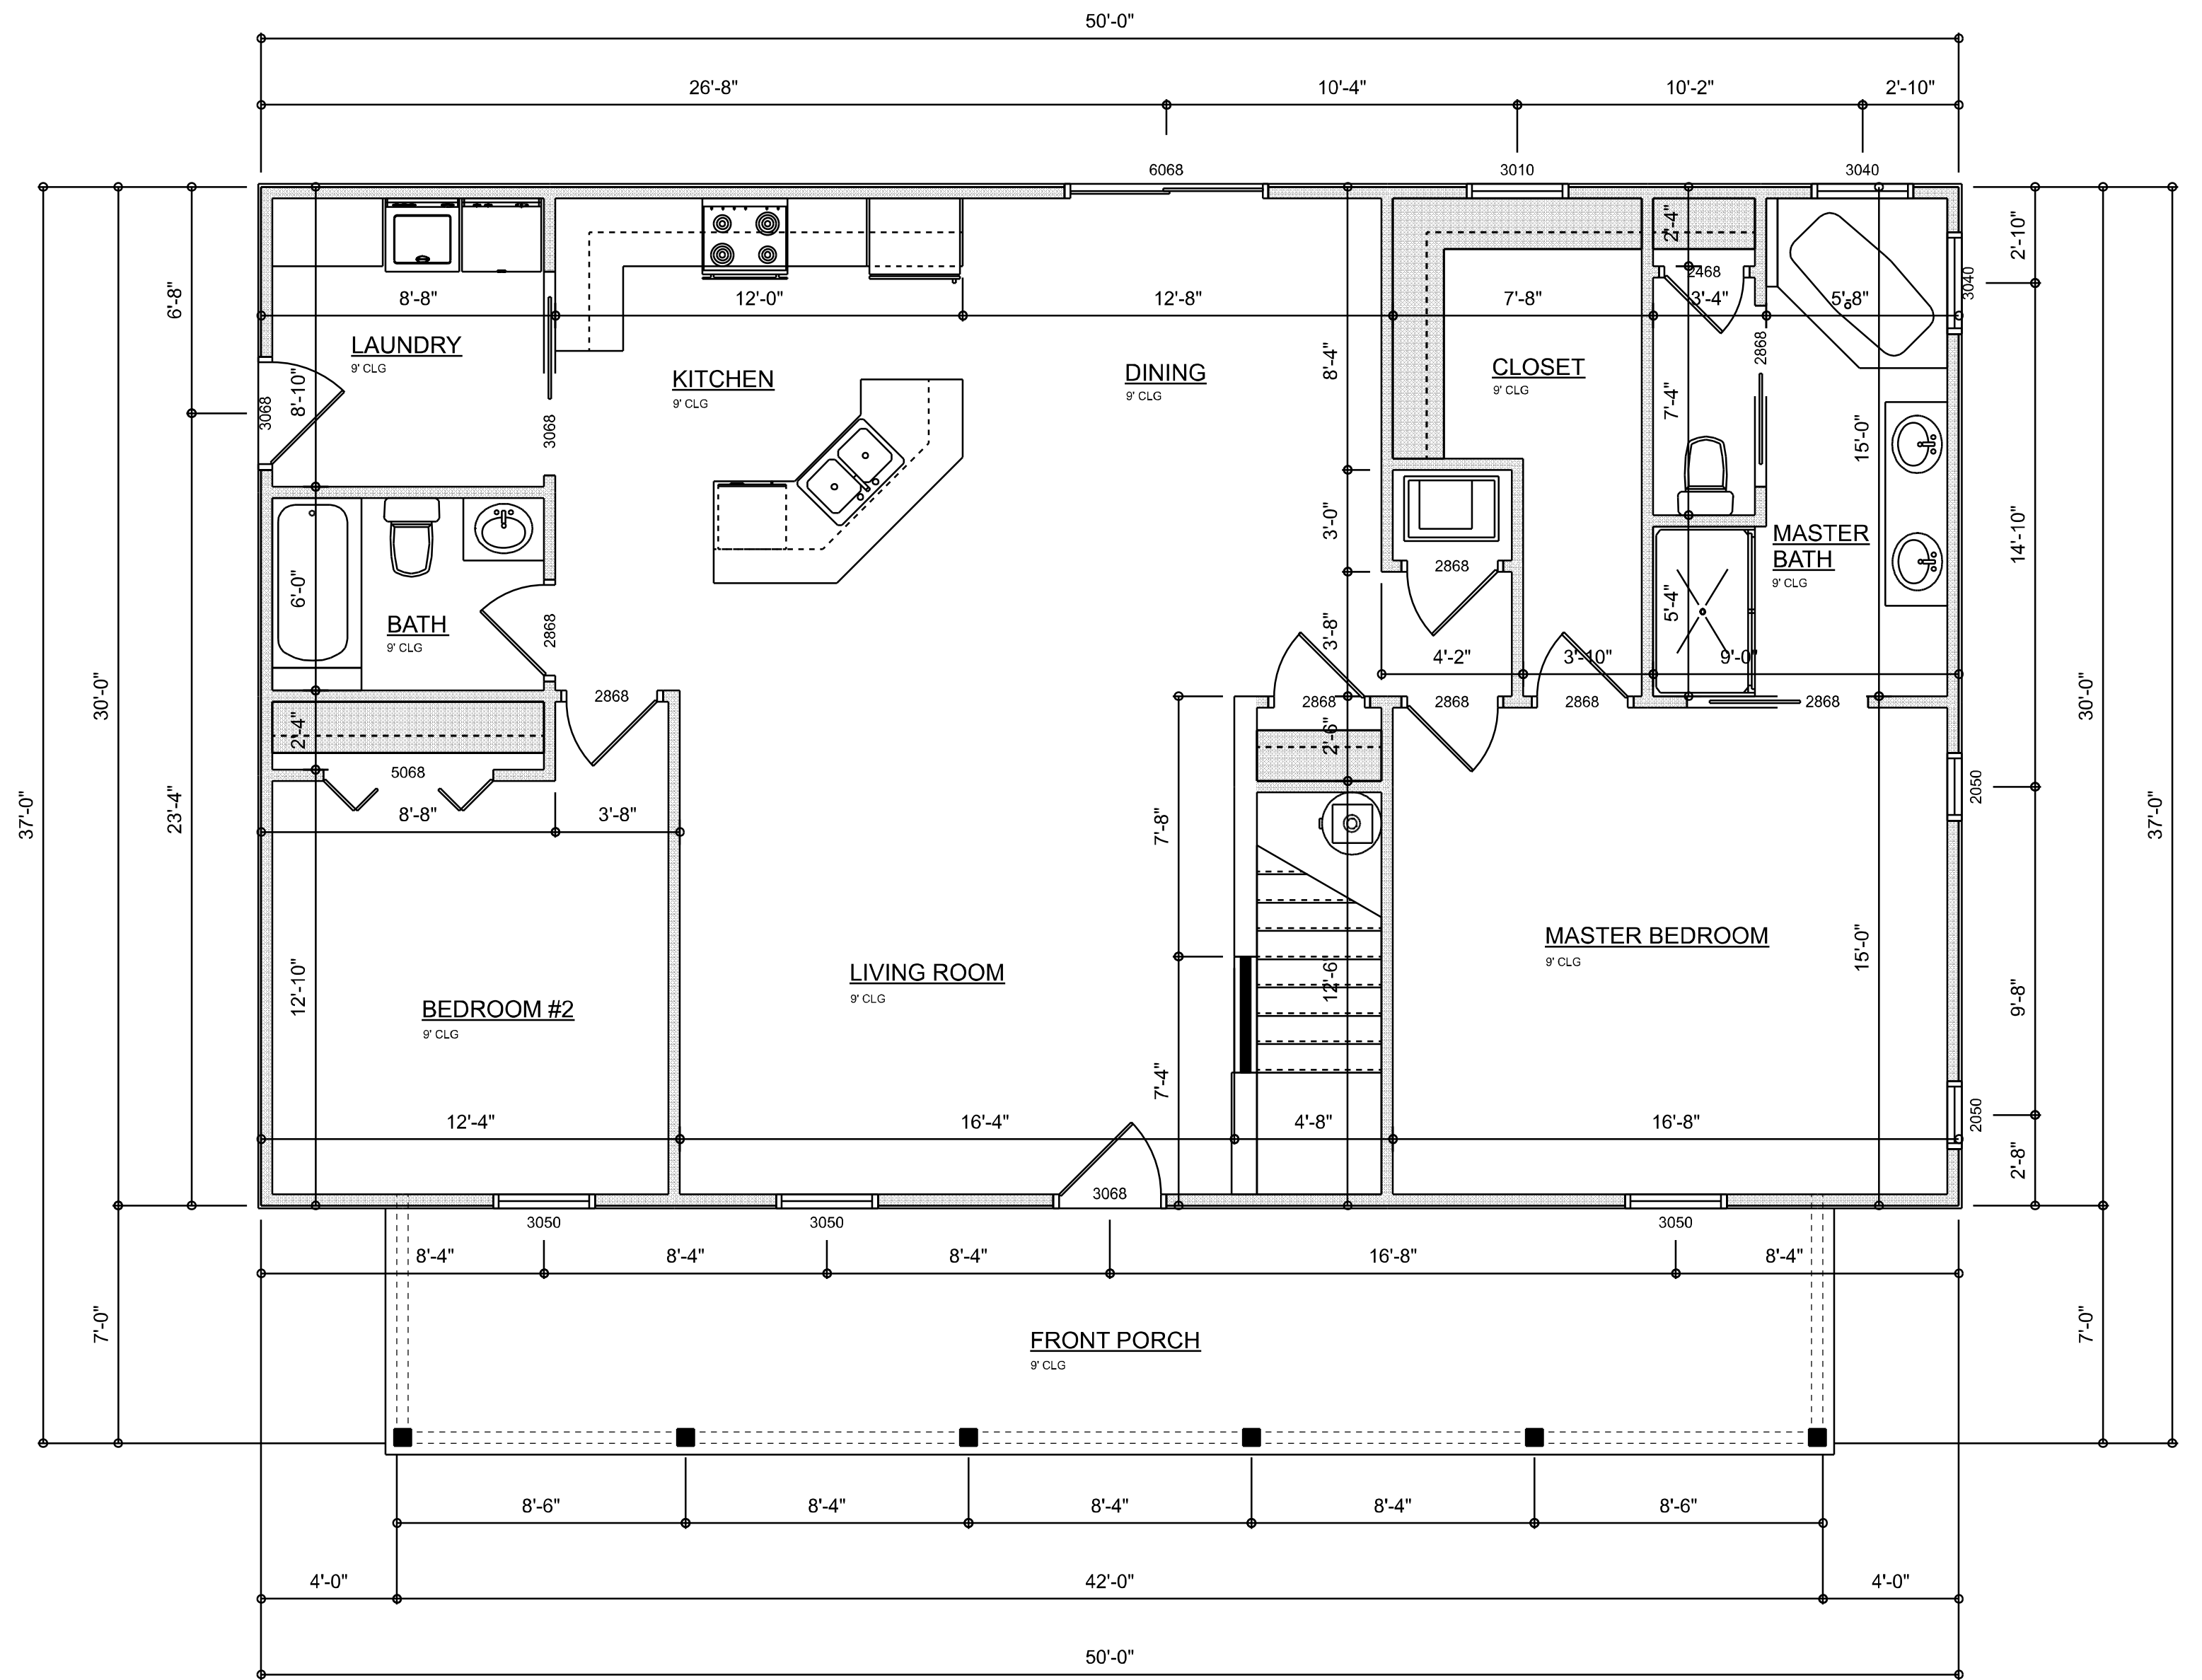 50'-0"
26'-8" 10'-4" 10'-2" 2'-10"
6068 3010 3040
2'-4"
2'-10"
2468
3040
8'-8" 12'-0" 12'-8" 7'-8" 3'-4" 5'-8"
6'-8"
LAUNDRY
9' CLG
2868
8'-4"
KITCHEN
9' CLG
DINING
9' CLG
CLOSET
9' CLG
8'-10"
3068
3068
7'-4"
15'-0"
3'-0"
MASTER
BATH
9' CLG
14'-10"
2868
6'-0"
5'-4"
BATH
9' CLG
2868
3'-8"
4'-2" 3'-10" 9'-0"
30'-0"
30'-0"
2868
2868 2868 2868 2868
2'-4"
2'-6"
5068
2050
8'-8" 3'-8"
37'-0"
23'-4"
7'-8"
37'-0"
MASTER BEDROOM
9' CLG
15'-0"
LIVING ROOM
9' CLG
12'-10"
12'-6"
9'-8"
BEDROOM #2
9' CLG
7'-4"
2050
12'-4" 16'-4" 4'-8" 16'-8"
2'-8"
3068
3050 3050 3050
8'-4" 8'-4" 8'-4" 16'-8" 8'-4"
7'-0"
7'-0"
FRONT PORCH
9' CLG
8'-6" 8'-4" 8'-4" 8'-4" 8'-6"
4'-0" 42'-0" 4'-0"
50'-0"